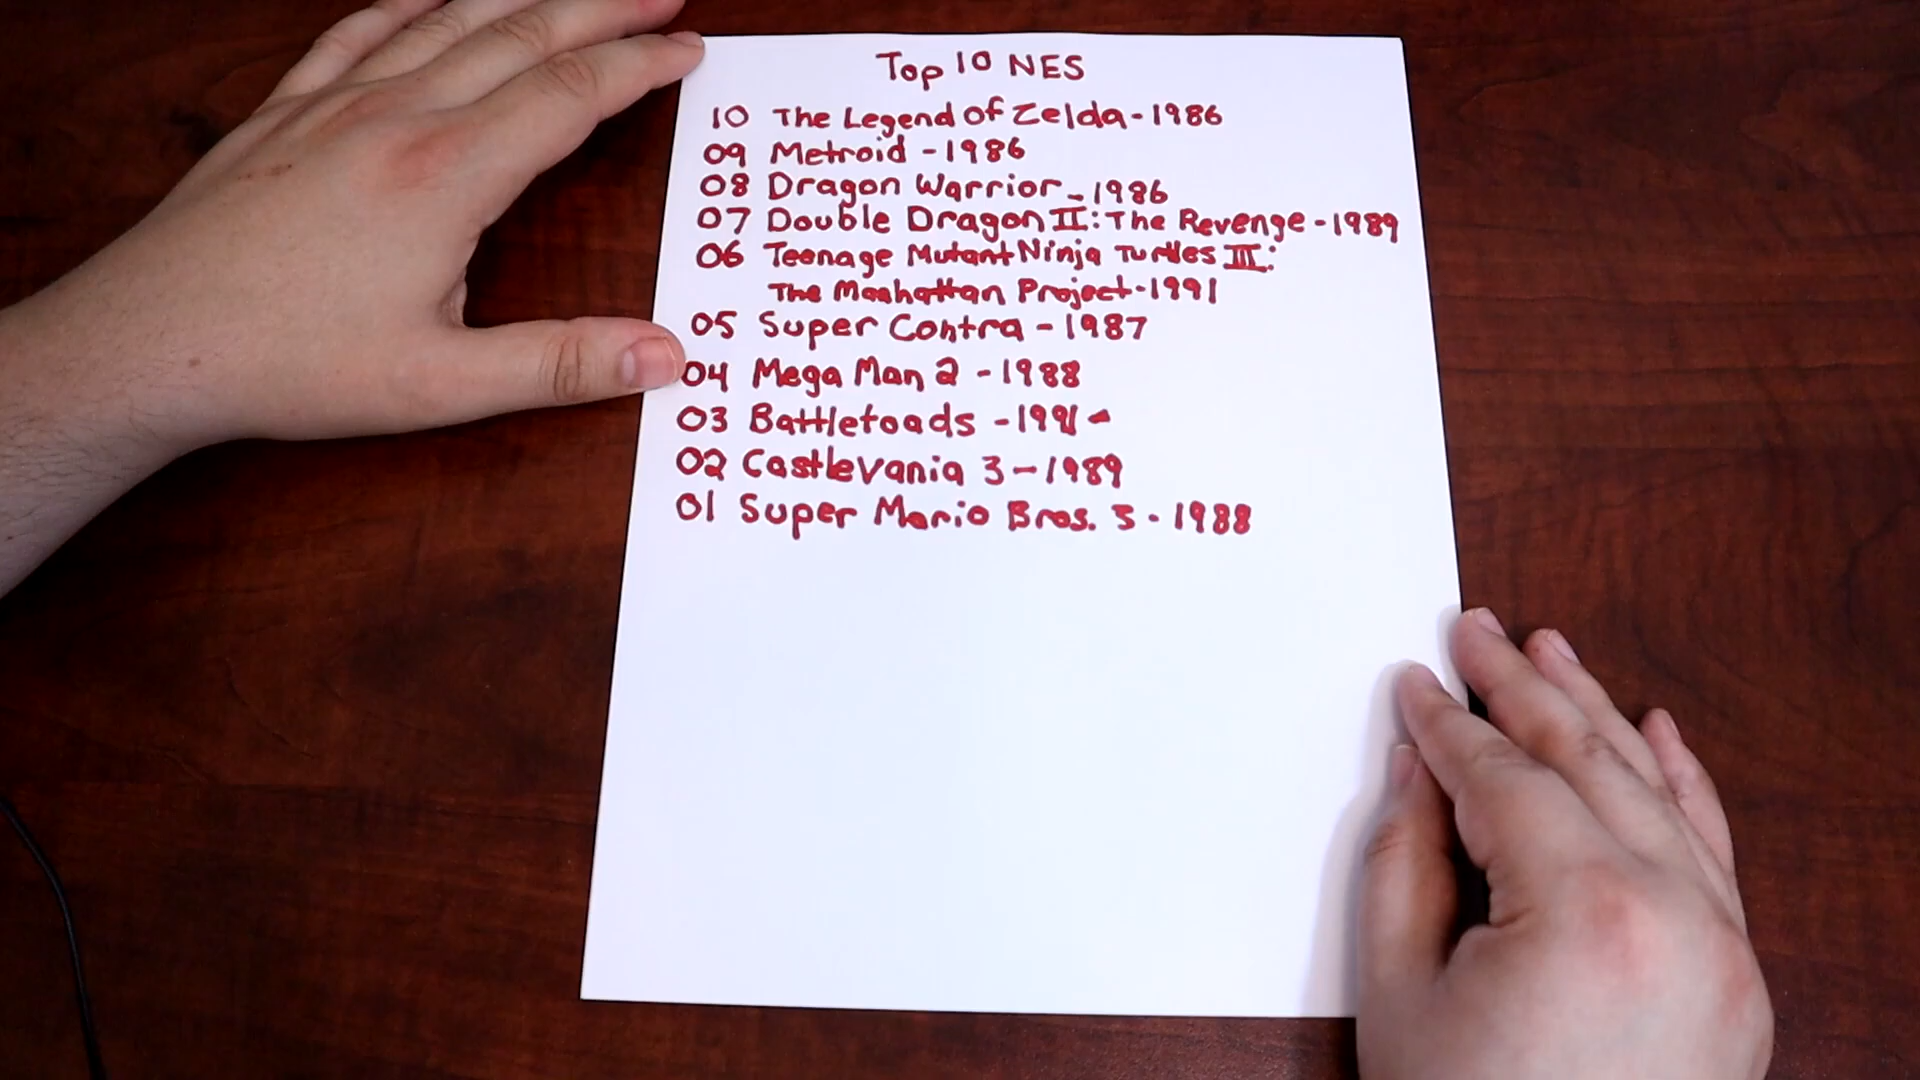 Top 10 NES
10 The Legend Of Zelda - 1986
09 Metroid - 1986
08 Dragon Warrior - 1986
07 Double Dragon II: The Revenge - 1989
06 Teenage Mutant Ninja Turtles III:
The Manhattan Project - 1991
05 Super Contra - 1987
04 Mega Man 2 - 1988
03 Battletoads - 1991 -
02 Castlevania 3 - 1989
01 Super Mario Bros. 3 - 1988